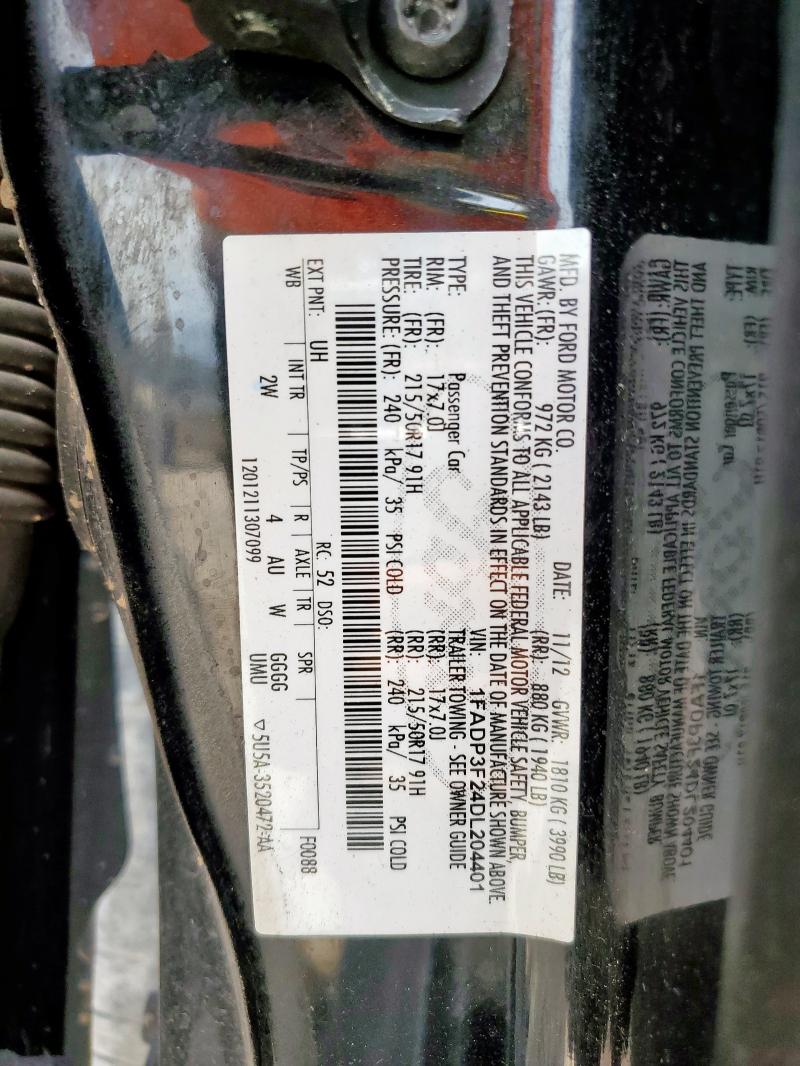 MFD. BY FORD MOTOR CO. DATE: 11/12 GVWR: 1810 KG ( 3990 LB)
GAWR: (FR): 972 KG ( 2143 LB) (RR): 880 KG ( 1940 LB)
THIS VEHICLE CONFORMS TO ALL APPLICABLE FEDERAL MOTOR VEHICLE SAFETY, BUMPER,
AND THEFT PREVENTION STANDARDS IN EFFECT ON THE DATE OF MANUFACTURE SHOWN ABOVE.
VIN: 1FADP3F24DL204401
TYPE: Passenger Car TRAILER TOWING - SEE OWNER GUIDE
RIM: (FR): 17x7.0J (RR): 17x7.0J
TIRE: (FR): 215/50R17 91H (RR): 215/50R17 91H
PRESSURE: (FR): 240 kPa/ 35 PSI COLD (RR): 240 kPa/ 35 PSI COLD
EXT PNT: UH RC: 52 DSO: F0088
WB INT TR TP/PS R AXLE TR SPR
2W 4 AU W GGGG
1201211307099 UMU ▽5U5A-3520472-AA